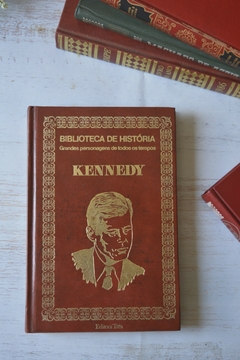 BIBLIOTECA DE HISTÓRIA
Grandes personagens de todos os tempos
KENNEDY
Editora Três